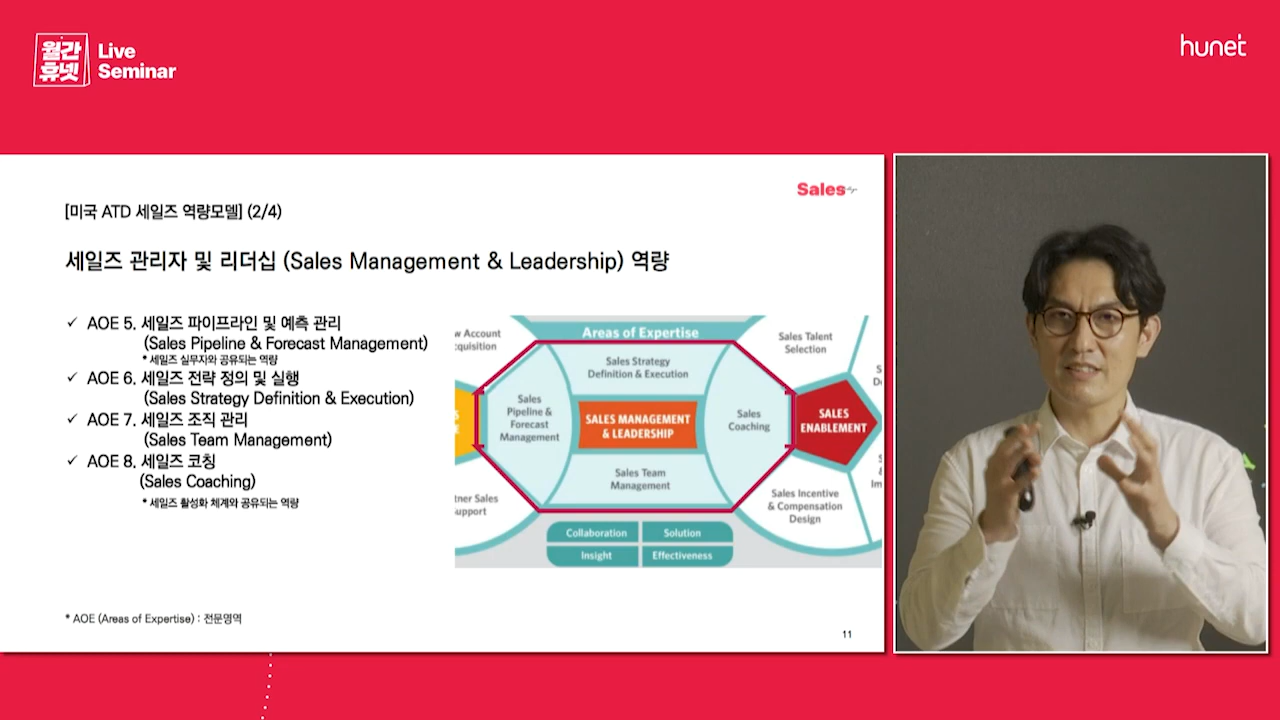 월간
휴넷
Live
Seminar
hunet
Sales
[미국 ATD 세일즈 역량모델] (2/4)
세일즈 관리자 및 리더십 (Sales Management & Leadership) 역량
✓ AOE 5. 세일즈 파이프라인 및 예측 관리
(Sales Pipeline & Forecast Management)
* 세일즈 실무자와 공유되는 역량
✓ AOE 6. 세일즈 전략 정의 및 실행
(Sales Strategy Definition & Execution)
✓ AOE 7. 세일즈 조직 관리
(Sales Team Management)
✓ AOE 8. 세일즈 코칭
(Sales Coaching)
* 세일즈 활성화 체계와 공유되는 역량
Areas of Expertise
w Account
cquisition
Sales Strategy
Definition & Execution
Sales Talent
Selection
Sales
Pipeline &
Forecast
Management
SALES MANAGEMENT
& LEADERSHIP
Sales
Coaching
SALES
ENABLEMENT
Sales Team
Management
tner Sales
upport
Sales Incentive
& Compensation
Design
Collaboration
Solution
Insight
Effectiveness
* AOE (Areas of Expertise) : 전문영역
11